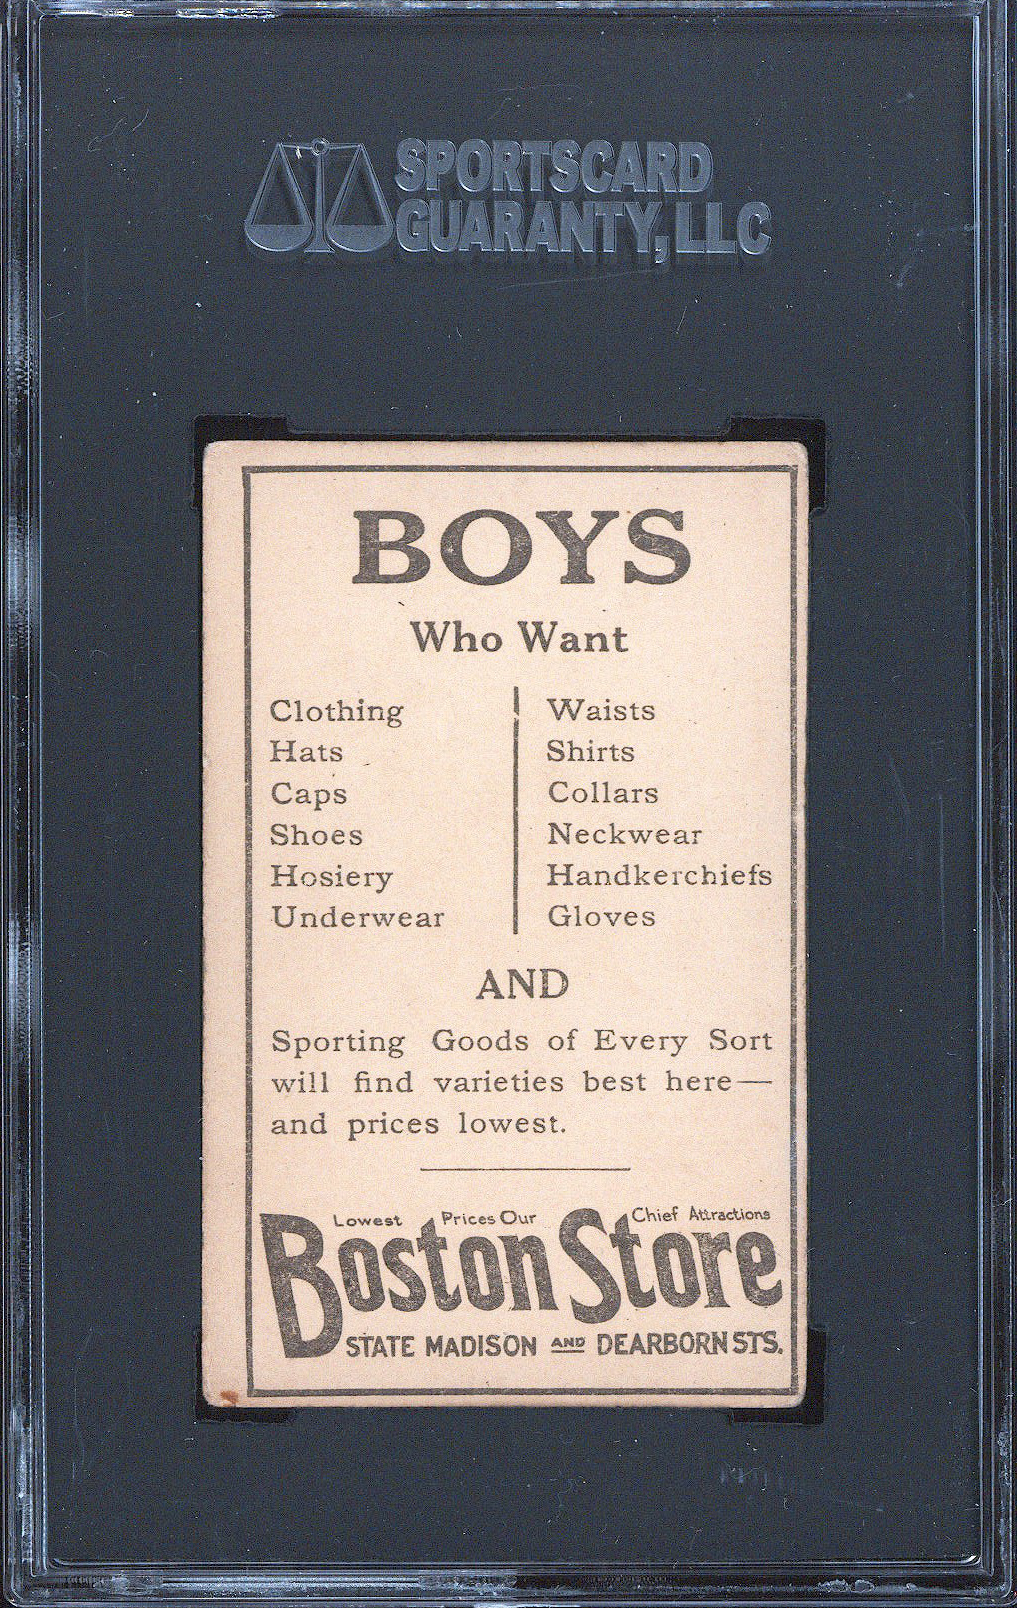 SPORTSCARD
GUARANTY, LLC
BOYS
Who Want
Clothing
Hats
Caps
Shoes
Hosiery
Underwear
Waists
Shirts
Collars
Neckwear
Handkerchiefs
Gloves
AND
Sporting Goods of Every Sort
will find varieties best here—
and prices lowest.
Lowest Prices Our Chief Attractions
Boston Store
STATE MADISON AND DEARBORN STS.